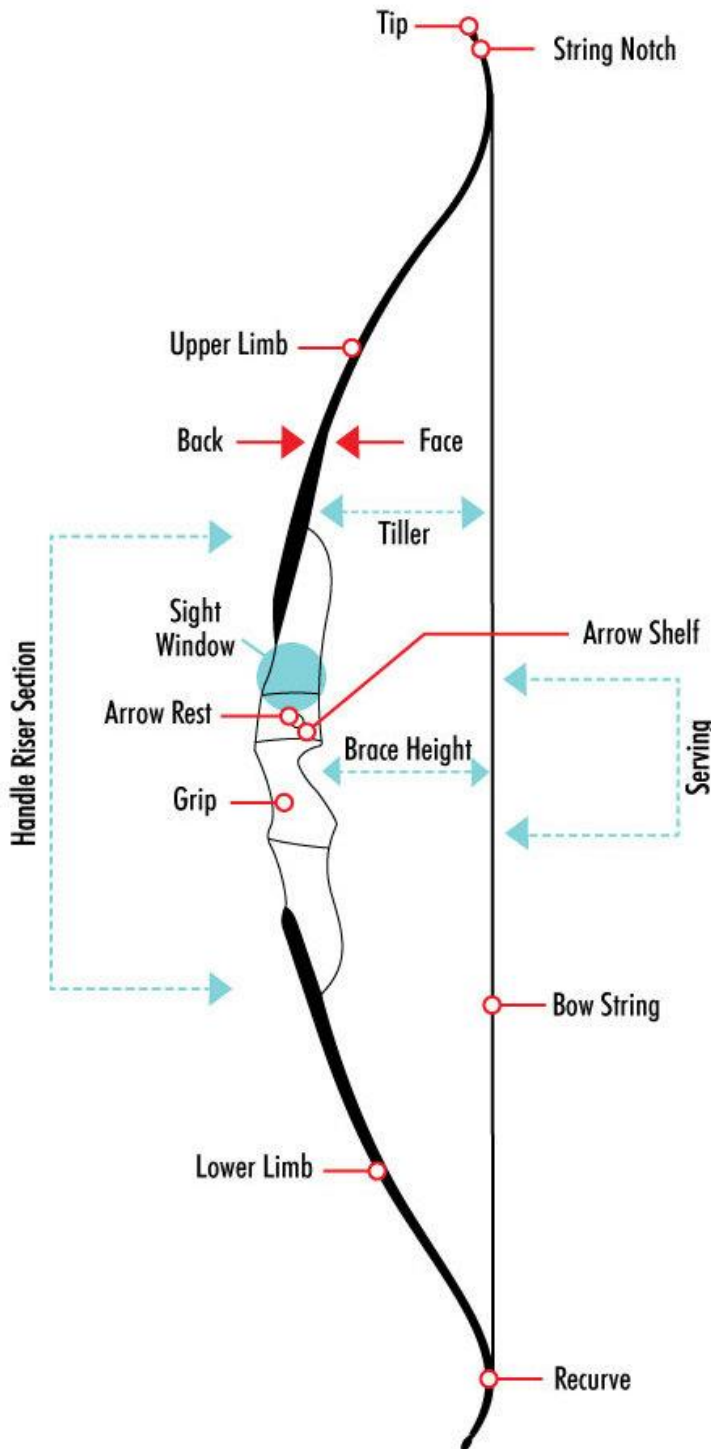 Tip
String Notch
Upper Limb
Back
Face
Tiller
Sight
Window
Arrow Shelf
Arrow Rest
Brace Height
Grip
Handle Riser Section
Serving
Bow String
Lower Limb
Recurve